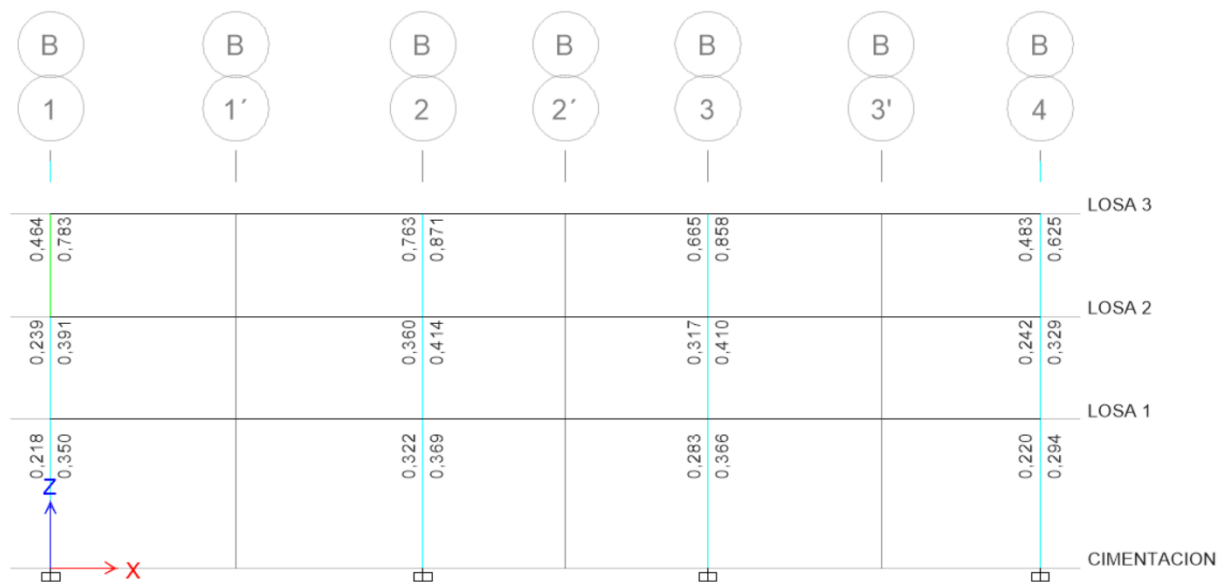 B B B B B B B
1 1´ 2 2´ 3 3' 4
LOSA 3
0,464 0,783 0,763 0,871 0,665 0,858 0,483 0,625
LOSA 2
0,239 0,391 0,360 0,414 0,317 0,410 0,242 0,329
LOSA 1
0,218 0,350 0,322 0,369 0,283 0,366 0,220 0,294
Z
X
CIMENTACION